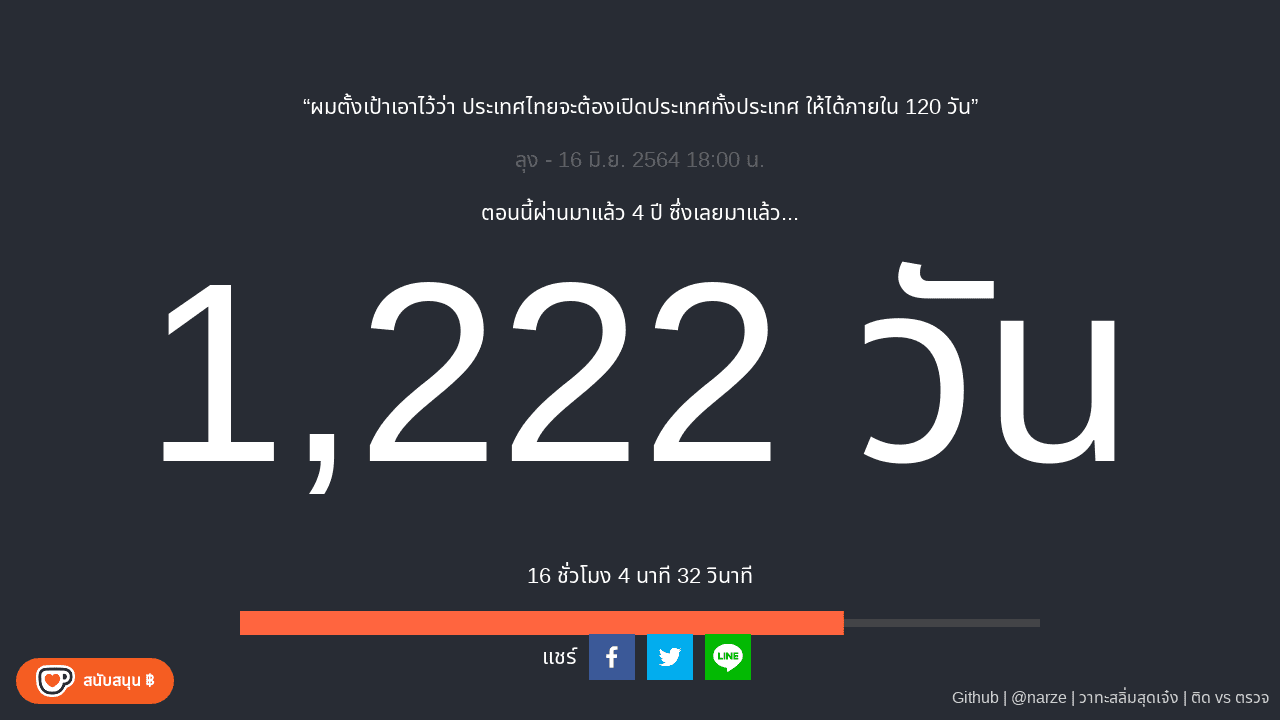 “ผมตั้งเป้าเอาไว้ว่า ประเทศไทยจะต้องเปิดประเทศทั้งประเทศ ให้ได้ภายใน 120 วัน”
ลุง - 16 มิ.ย. 2564 18:00 น.
ตอนนี้ผ่านมาแล้ว 4 ปี ซึ่งเลยมาแล้ว...
1,222 วัน
16 ชั่วโมง 4 นาที 32 วินาที
แชร์
LINE
สนับสนุน ฿
Github | @narze | วาทะสลิ่มสุดเจ๋ง | ติด vs ตรวจ